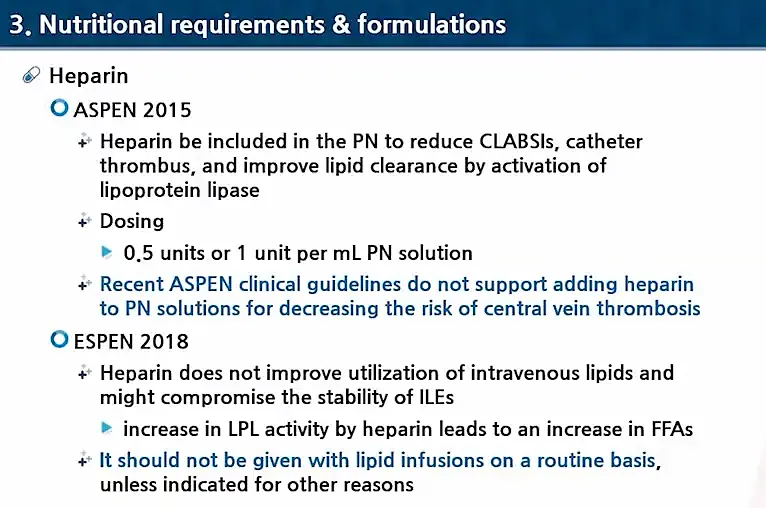 3. Nutritional requirements & formulations
Heparin
ASPEN 2015
Heparin be included in the PN to reduce CLABSIs, catheter
thrombus, and improve lipid clearance by activation of
lipoprotein lipase
Dosing
0.5 units or 1 unit per mL PN solution
Recent ASPEN clinical guidelines do not support adding heparin
to PN solutions for decreasing the risk of central vein thrombosis
ESPEN 2018
Heparin does not improve utilization of intravenous lipids and
might compromise the stability of ILEs
increase in LPL activity by heparin leads to an increase in FFAs
It should not be given with lipid infusions on a routine basis,
unless indicated for other reasons